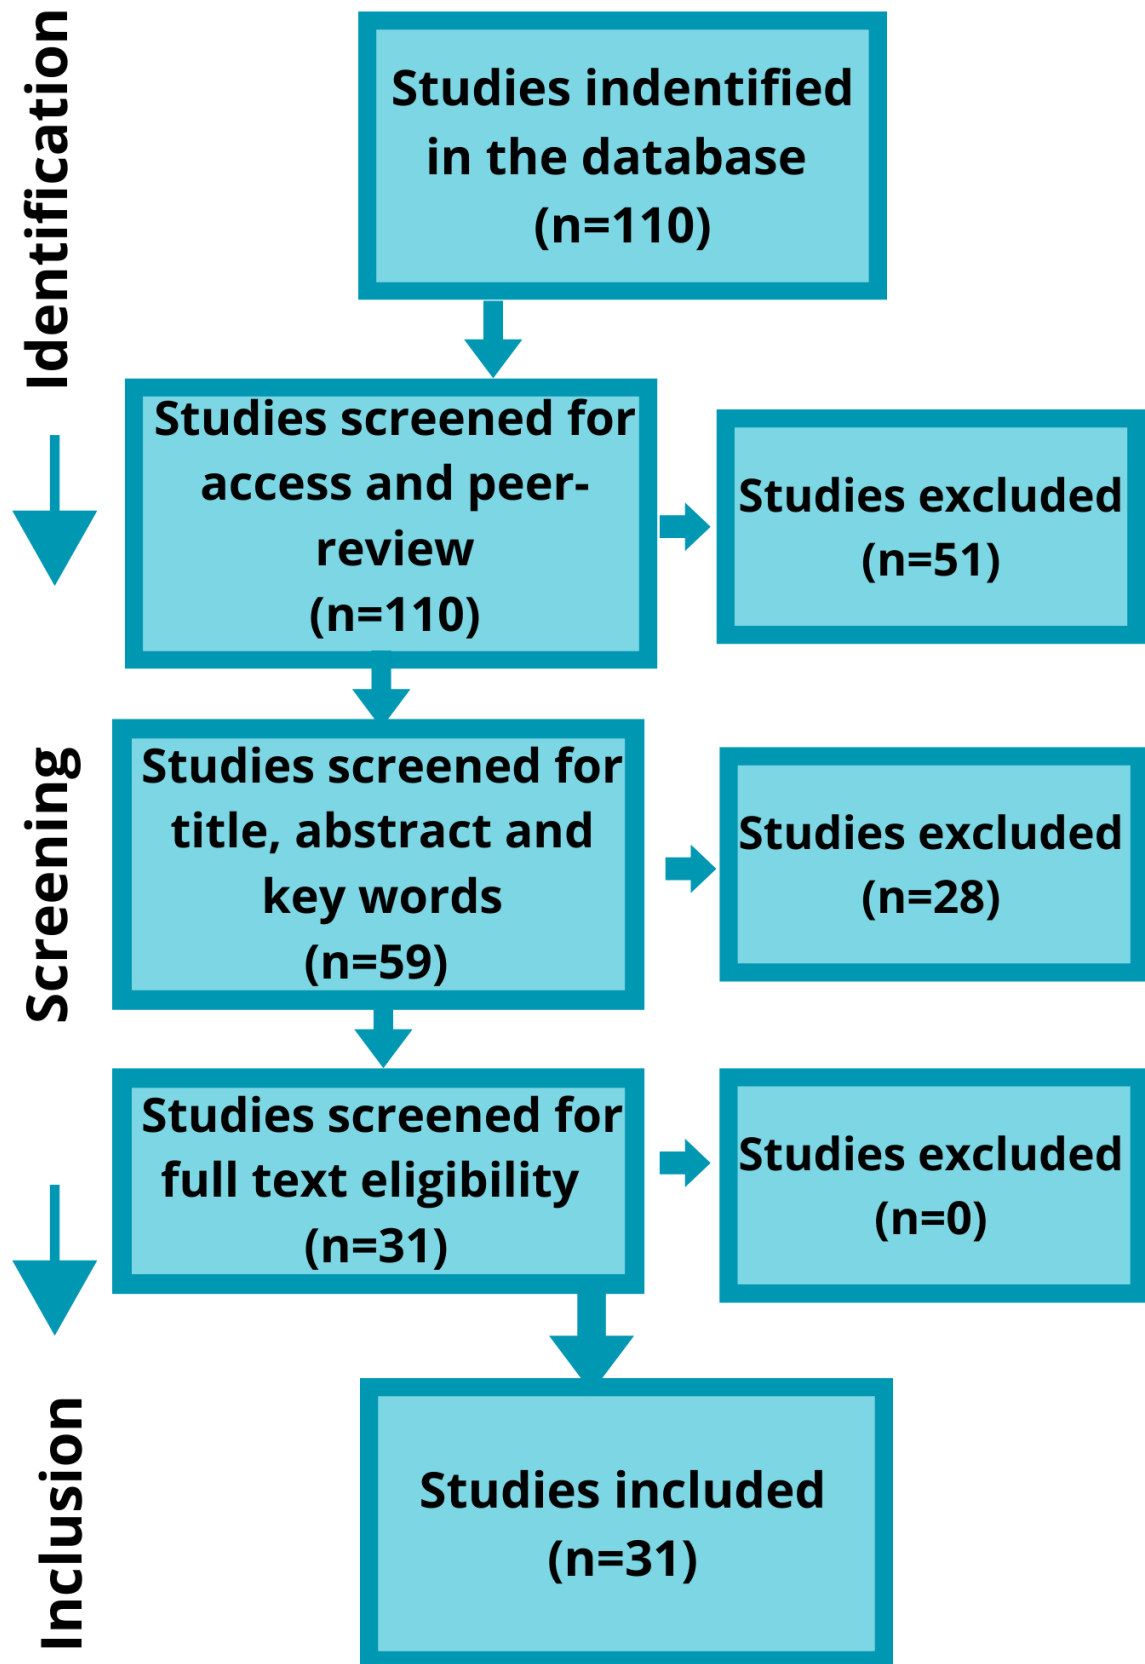 Identification
Studies indentified
in the database
(n=110)
Studies screened for
access and peer-
review
(n=110)
Studies excluded
(n=51)
Screening
Studies screened for
title, abstract and
key words
(n=59)
Studies excluded
(n=28)
Studies screened for
full text eligibility
(n=31)
Studies excluded
(n=0)
Inclusion
Studies included
(n=31)